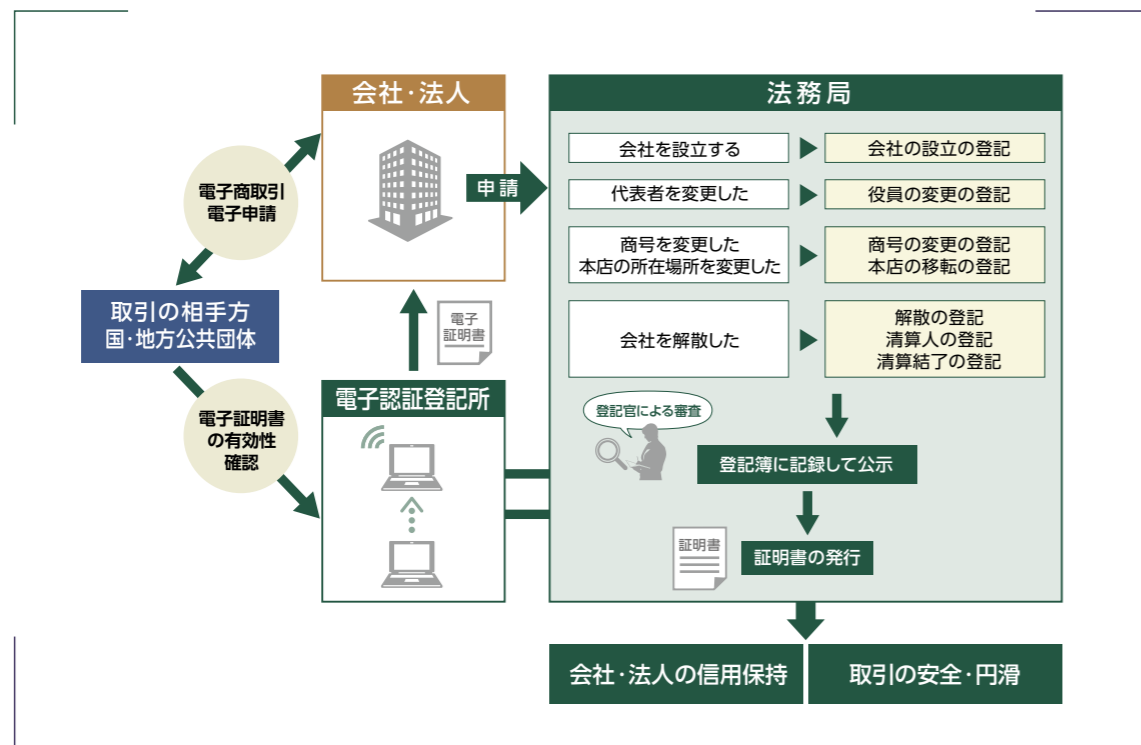 会社・法人
法務局
電子商取引
電子申請
申請
会社を設立する
会社の設立の登記
代表者を変更した
役員の変更の登記
商号を変更した
本店の所在場所を変更した
商号の変更の登記
本店の移転の登記
取引の相手方
国・地方公共団体
電子
証明書
会社を解散した
解散の登記
清算人の登記
清算結了の登記
電子認証登記所
電子証明書
の有効性
確認
登記官による審査
登記簿に記録して公示
証明書
証明書の発行
会社・法人の信用保持
取引の安全・円滑